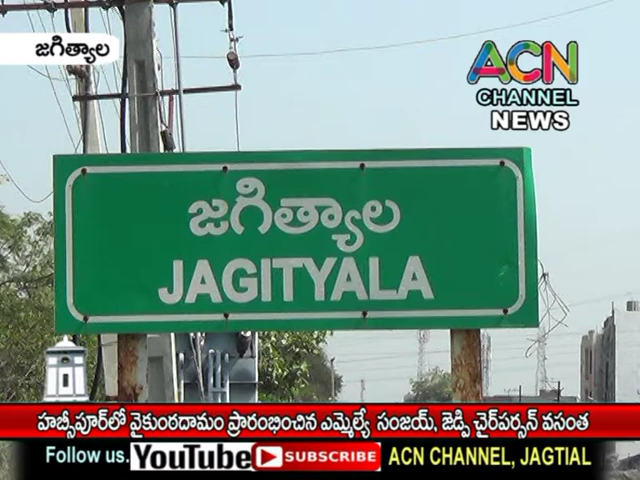 జగిత్యాల
ACN
CHANNEL
NEWS
జగిత్యాల
JAGITYALA
హబ్సీపూర్‌లో వైకుంఠదామం ప్రారంభించిన ఎమ్మెల్యే సంజయ్, జెడ్పి చైర్‌పర్సన్ వసంత
Follow us. YouTube SUBSCRIBE ACN CHANNEL, JAGTIAL